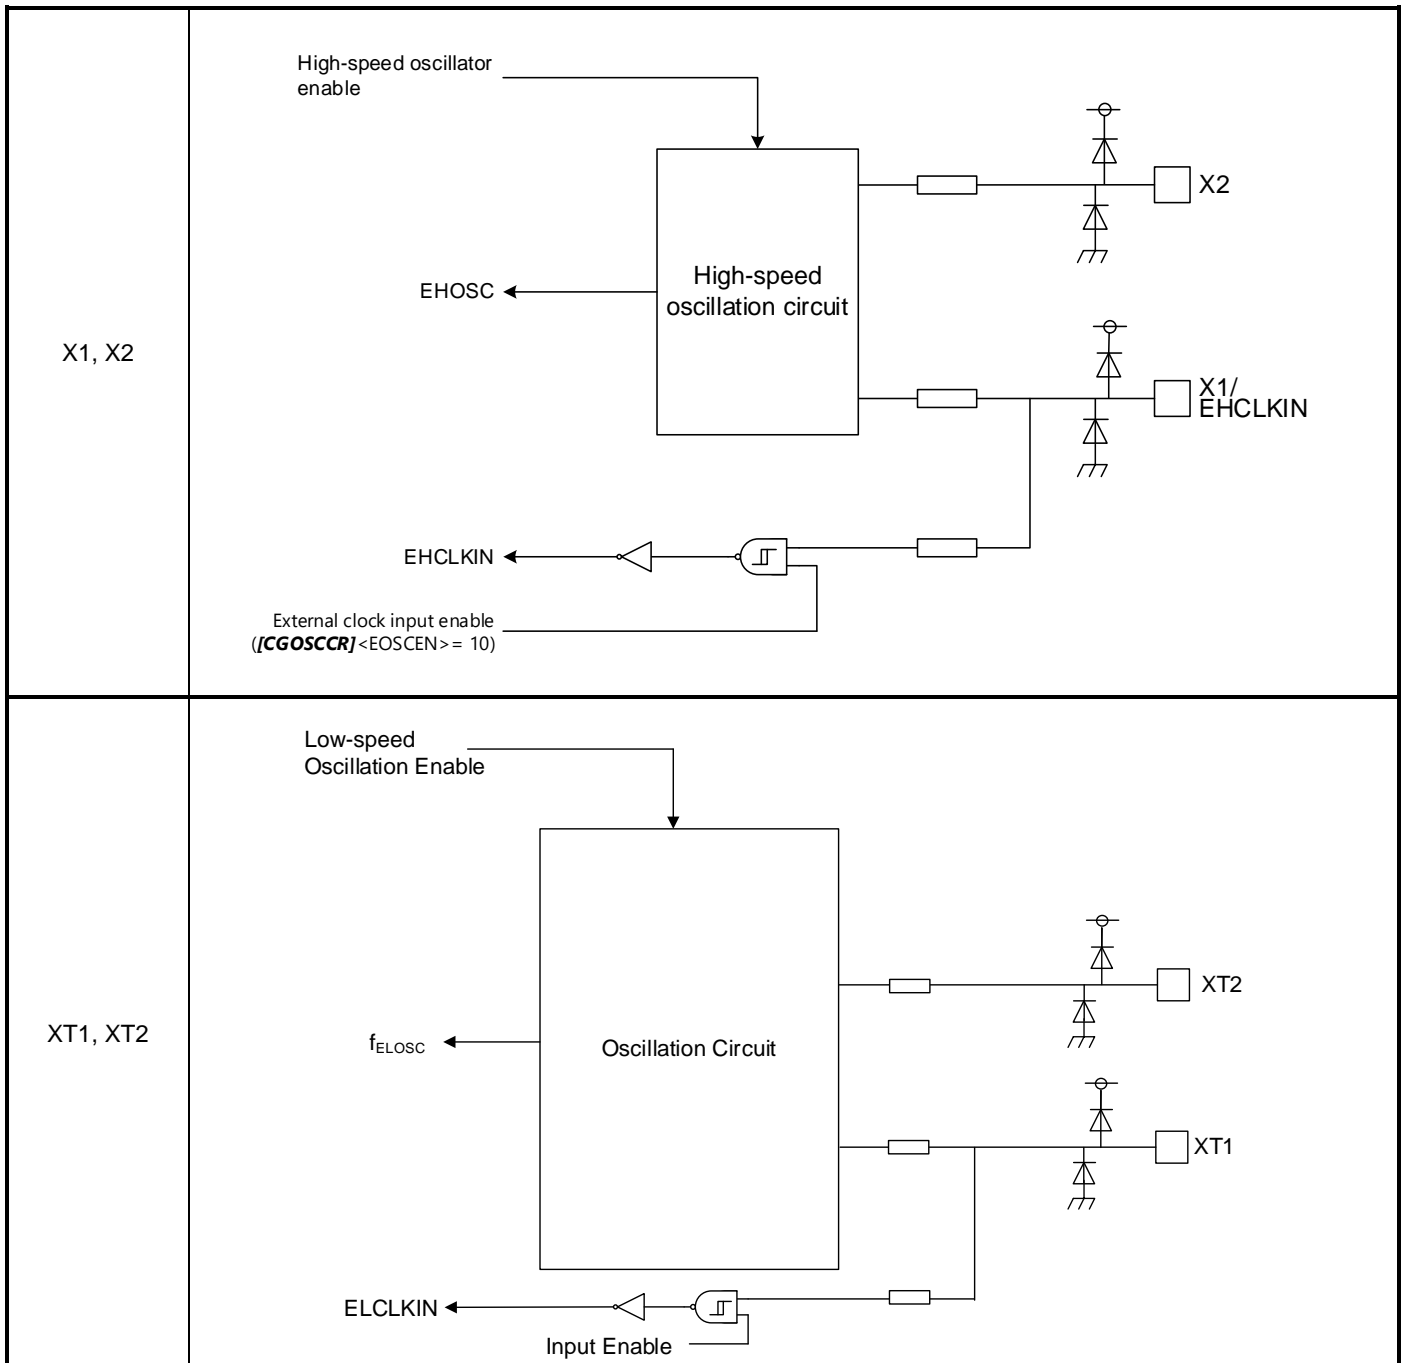 X1, X2
High-speed oscillator
enable
High-speed
oscillation circuit
X2
EHOSC
X1/
EHCLKIN
EHCLKIN
External clock input enable
([CGOSCCR]<EOSCEN>= 10)
XT1, XT2
Low-speed
Oscillation Enable
Oscillation Circuit
XT2
fELOSC
XT1
ELCLKIN
Input Enable